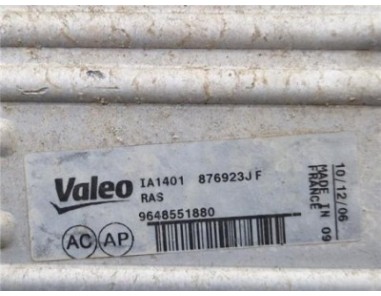 Valeo IA1401 876923J F
RAS
9648551880
AC AP
10/12/06
MADE IN 09
FRANCE